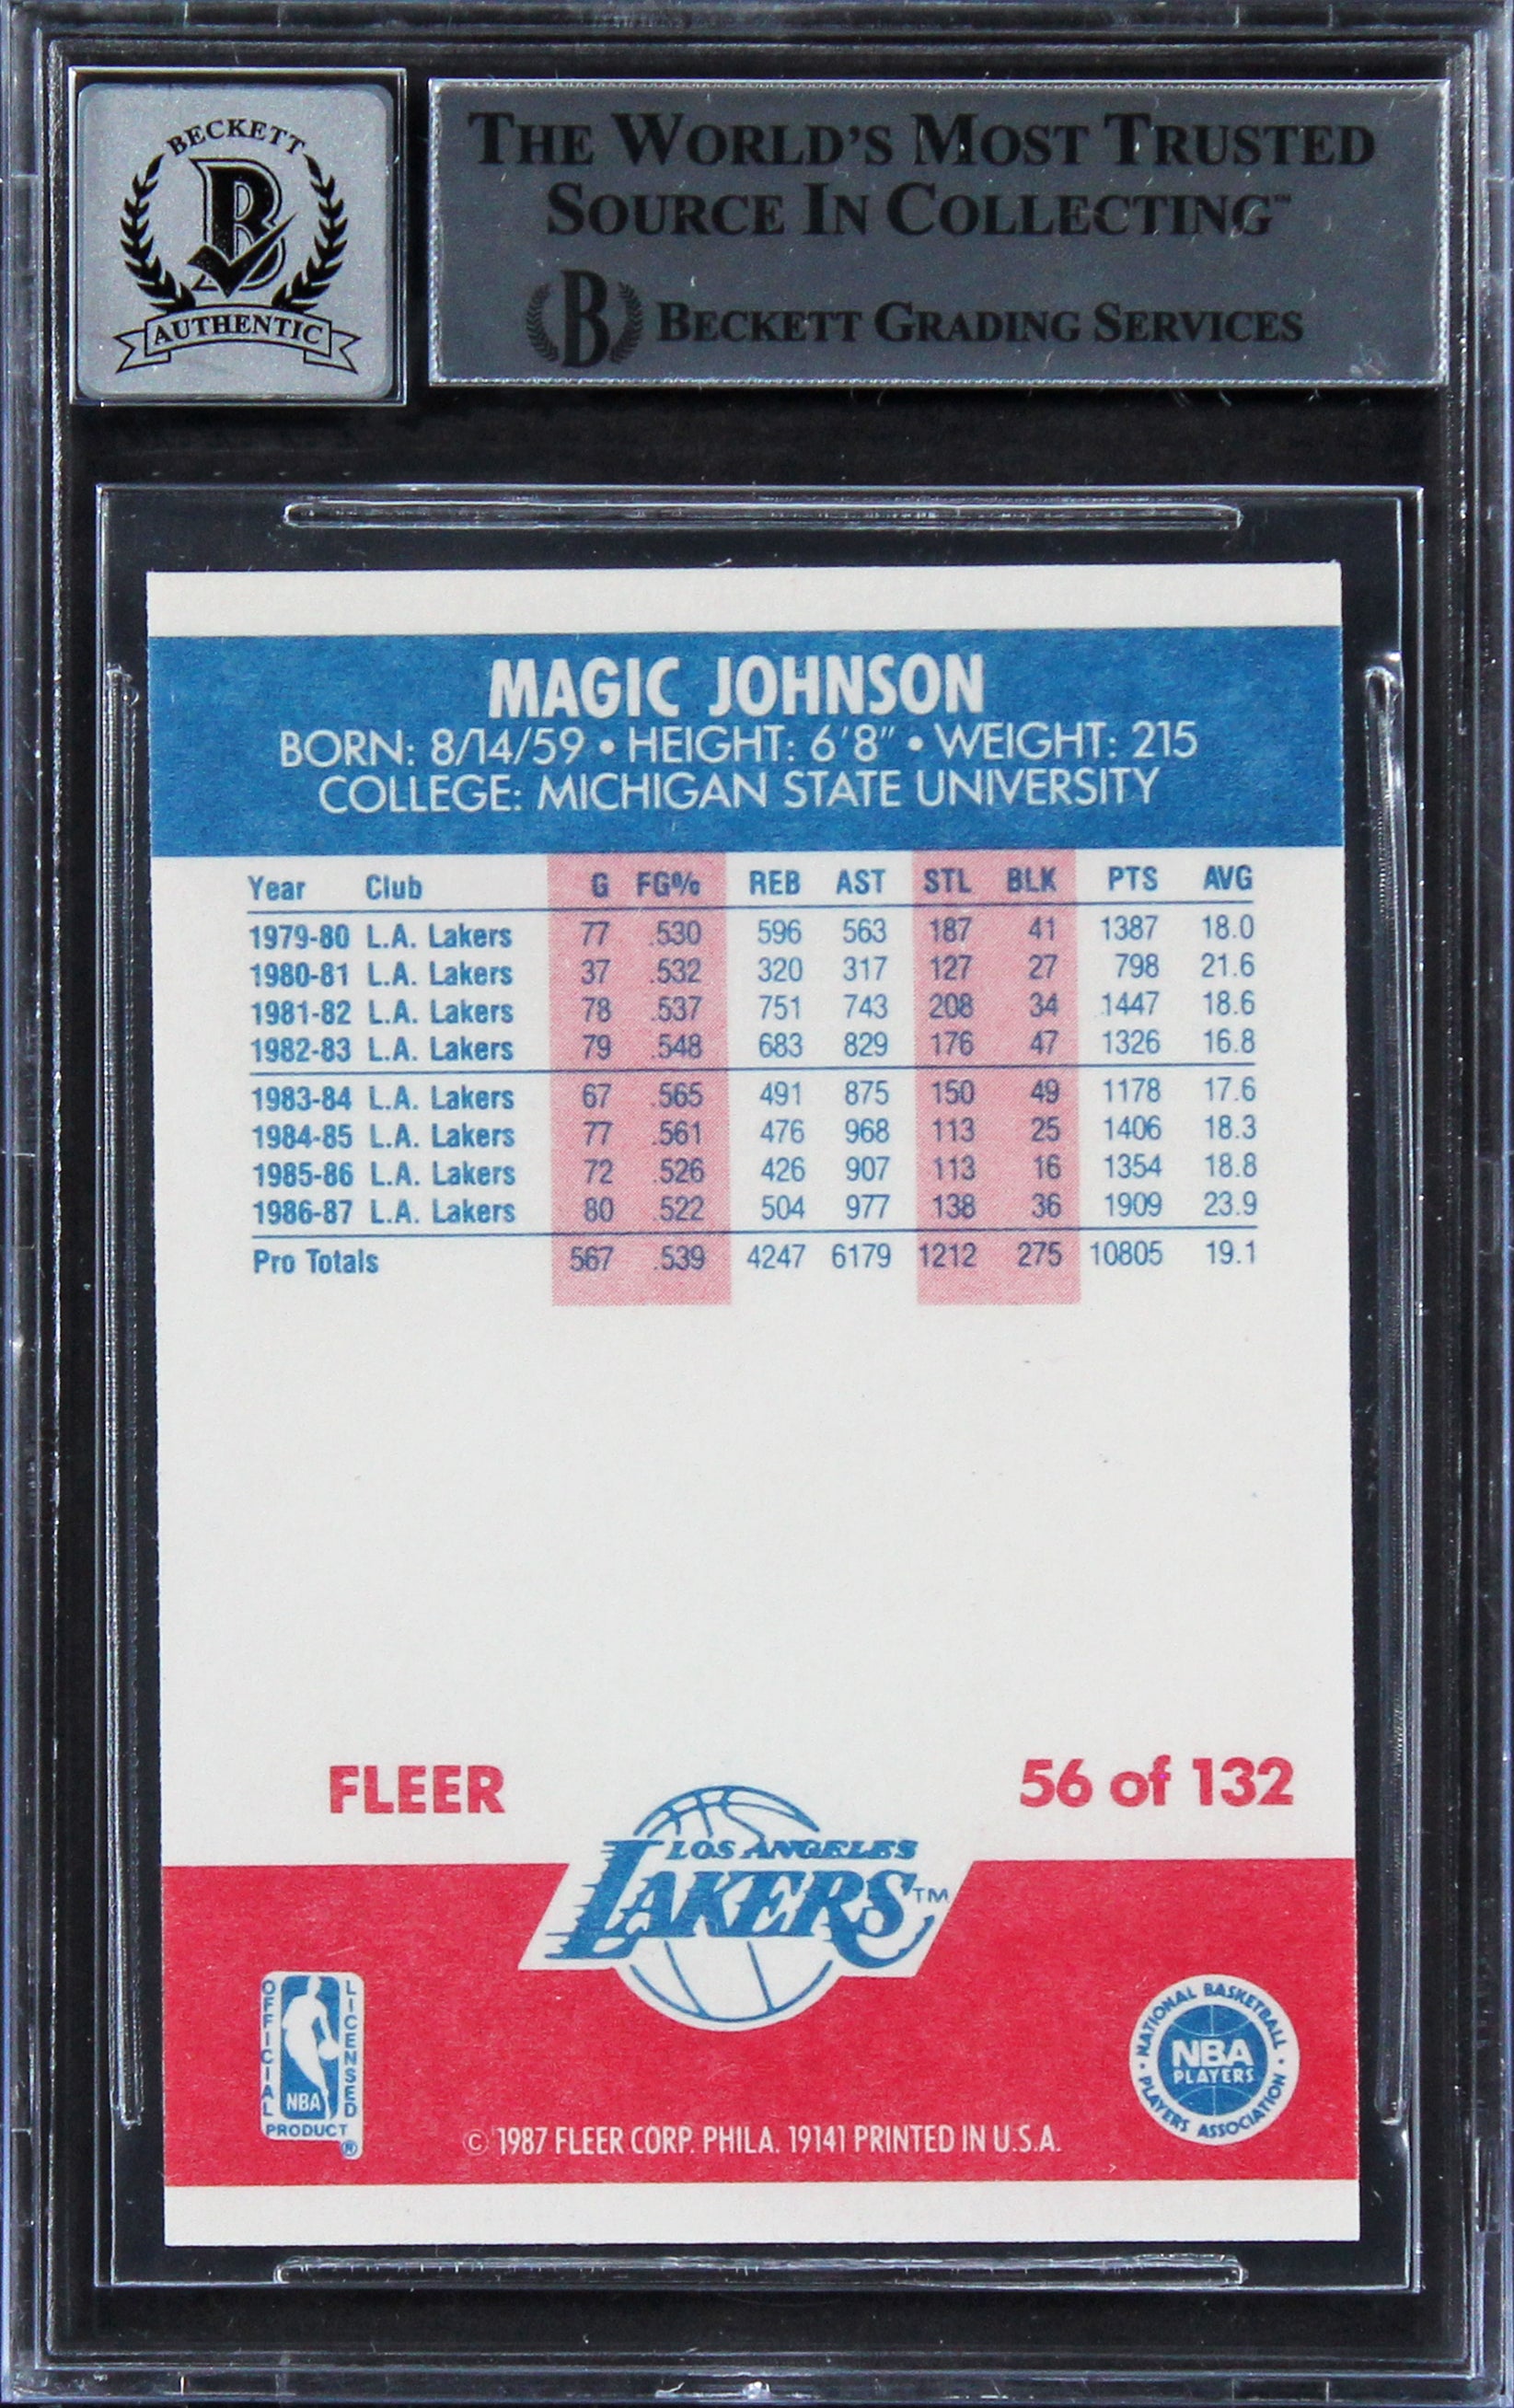 BECKETT
B
AUTHENTIC
THE WORLD'S MOST TRUSTED
SOURCE IN COLLECTING™
B BECKETT GRADING SERVICES
MAGIC JOHNSON
BORN: 8/14/59 • HEIGHT: 6'8" • WEIGHT: 215
COLLEGE: MICHIGAN STATE UNIVERSITY
Year Club G FG% REB AST STL BLK PTS AVG
1979-80 L.A. Lakers 77 .530 596 563 187 41 1387 18.0
1980-81 L.A. Lakers 37 .532 320 317 127 27 798 21.6
1981-82 L.A. Lakers 78 .537 751 743 208 34 1447 18.6
1982-83 L.A. Lakers 79 .548 683 829 176 47 1326 16.8
1983-84 L.A. Lakers 67 .565 491 875 150 49 1178 17.6
1984-85 L.A. Lakers 77 .561 476 968 113 25 1406 18.3
1985-86 L.A. Lakers 72 .526 426 907 113 16 1354 18.8
1986-87 L.A. Lakers 80 .522 504 977 138 36 1909 23.9
Pro Totals 567 .539 4247 6179 1212 275 10805 19.1
FLEER
56 of 132
LOS ANGELES
LAKERS™
OFFICIAL LICENSED
NBA
PRODUCT
®
NATIONAL BASKETBALL
NBA
PLAYERS
PLAYERS ASSOCIATION
© 1987 FLEER CORP. PHILA. 19141 PRINTED IN U.S.A.